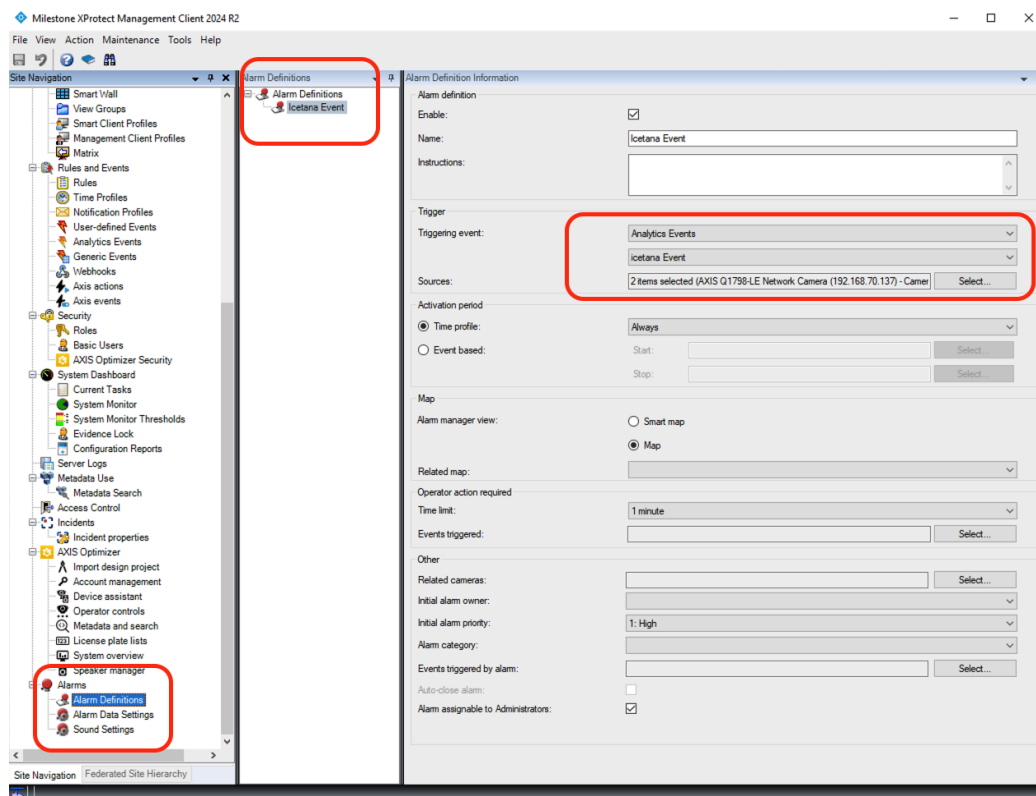 Milestone XProtect Management Client 2024 R2
File View Action Maintenance Tools Help
Site Navigation
Smart Wall
View Groups
Smart Client Profiles
Management Client Profiles
Matrix
Rules and Events
Rules
Time Profiles
Notification Profiles
User-defined Events
Analytics Events
Generic Events
Webhooks
Axis actions
Axis events
Security
Roles
Basic Users
AXIS Optimizer Security
System Dashboard
Current Tasks
System Monitor
System Monitor Thresholds
Evidence Lock
Configuration Reports
Server Logs
Metadata Use
Metadata Search
Access Control
Incidents
Incident properties
AXIS Optimizer
Import design project
Account management
Device assistant
Operator controls
Metadata and search
License plate lists
System overview
Speaker manager
Alarms
Alarm Definitions
Alarm Data Settings
Sound Settings
Site Navigation Federated Site Hierarchy
Alarm Definitions
Alarm Definitions
Icetana Event
Alarm Definition Information
Alarm definition
Enable:
Name: Icetana Event
Instructions:
Trigger
Triggering event: Analytics Events
icetana Event
Sources: 2 items selected (AXIS Q1798-LE Network Camera (192.168.70.137) - Camer Select...
Activation period
Time profile: Always
Event based: Start: Select...
Stop: Select...
Map
Alarm manager view: Smart map
Map
Related map:
Operator action required
Time limit: 1 minute
Events triggered: Select...
Other
Related cameras: Select...
Initial alarm owner:
Initial alarm priority: 1: High
Alarm category:
Events triggered by alarm: Select...
Auto-close alarm:
Alarm assignable to Administrators: